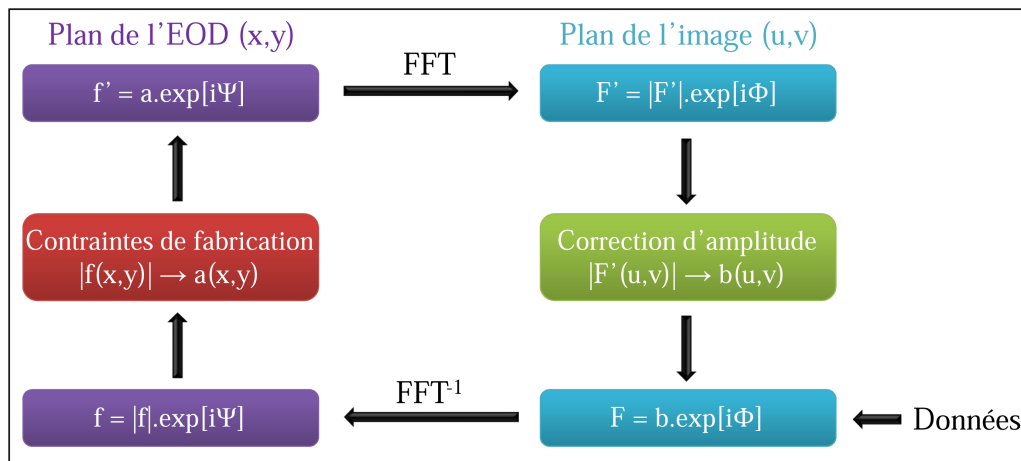 Plan de l'EOD (x,y)
Plan de l'image (u,v)
f' = a.exp[iΨ]
FFT
F' = |F'|.exp[iΦ]
Contraintes de fabrication
|f(x,y)| → a(x,y)
Correction d'amplitude
|F'(u,v)| → b(u,v)
f = |f|.exp[iΨ]
FFT⁻¹
F = b.exp[iΦ]
Données